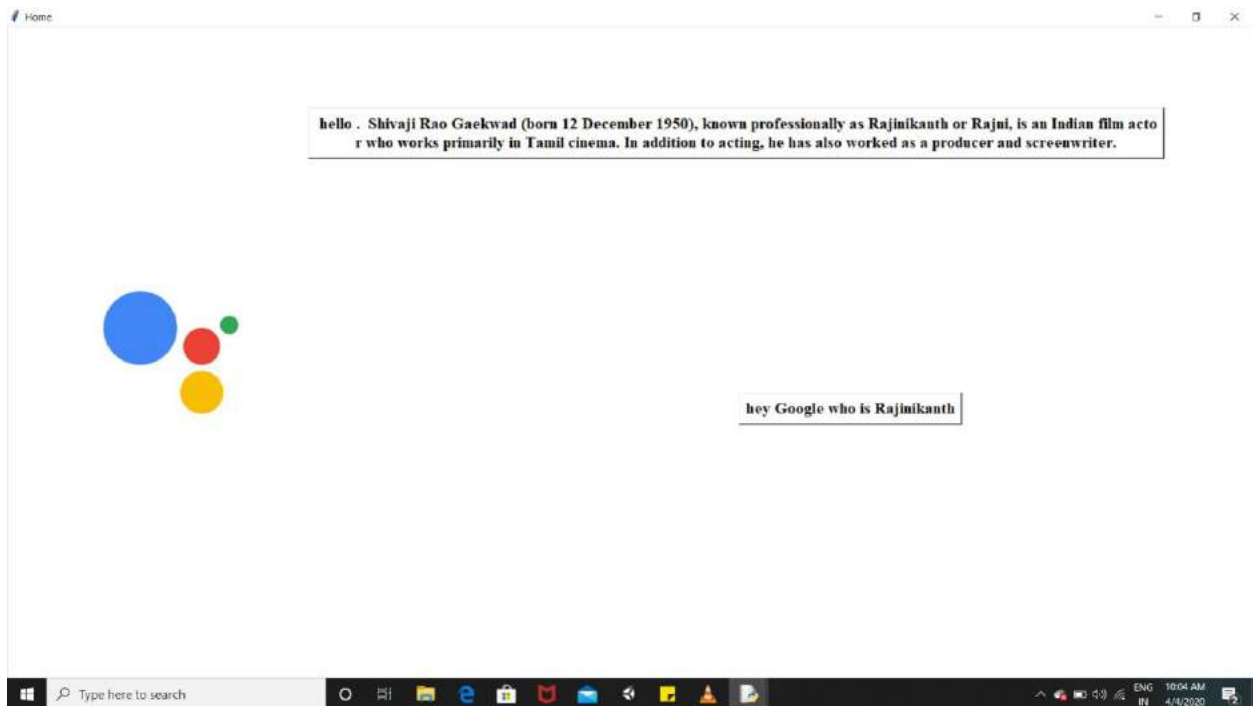 Home
hello .  Shivaji Rao Gaekwad (born 12 December 1950), known professionally as Rajinikanth or Rajni, is an Indian film acto
r who works primarily in Tamil cinema. In addition to acting, he has also worked as a producer and screenwriter.
hey Google who is Rajinikanth
Type here to search
ENG
IN
10:04 AM
4/4/2020
2